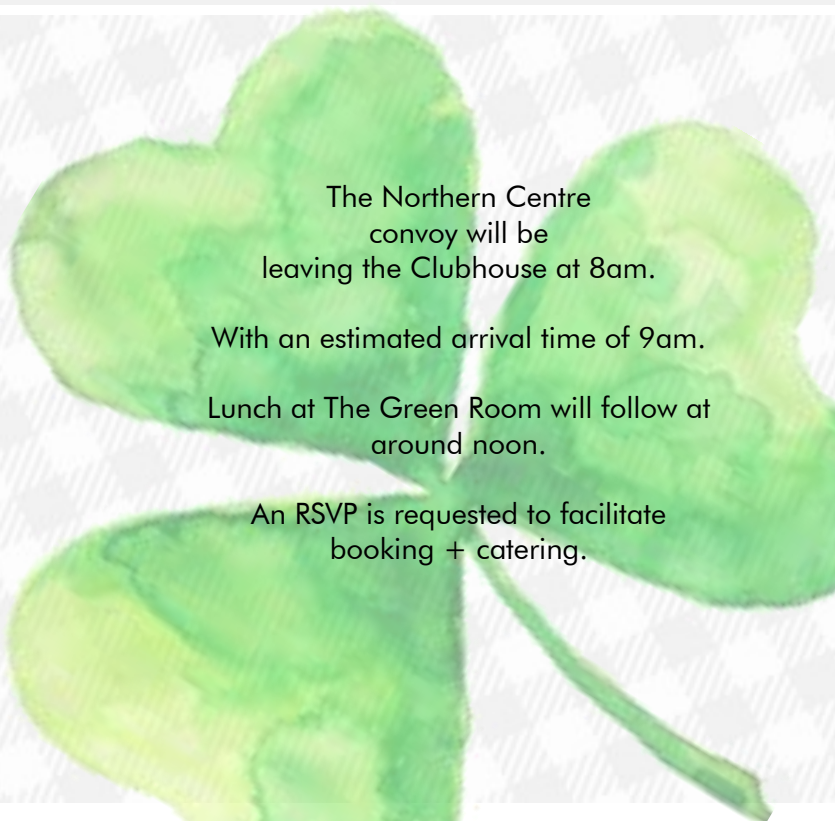 The Northern Centre
convoy will be
leaving the Clubhouse at 8am.
With an estimated arrival time of 9am.
Lunch at The Green Room will follow at
around noon.
An RSVP is requested to facilitate
booking + catering.